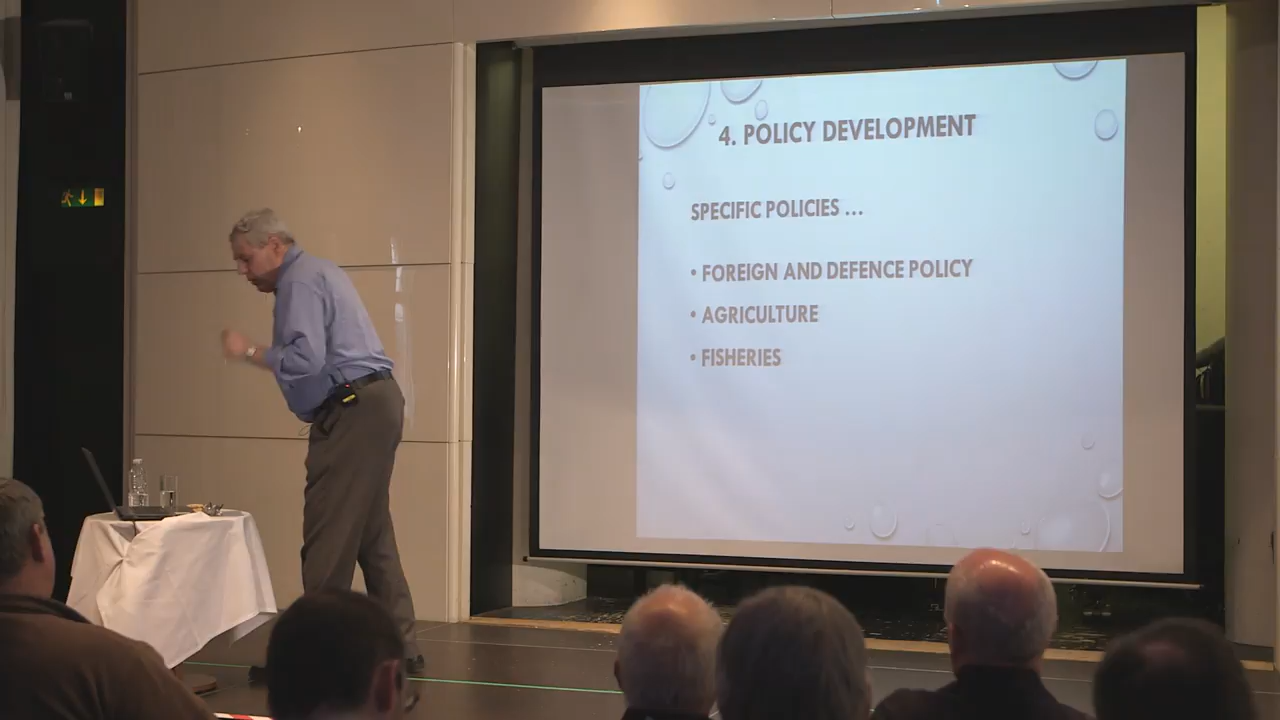 4. POLICY DEVELOPMENT
SPECIFIC POLICIES ...
• FOREIGN AND DEFENCE POLICY
• AGRICULTURE
• FISHERIES